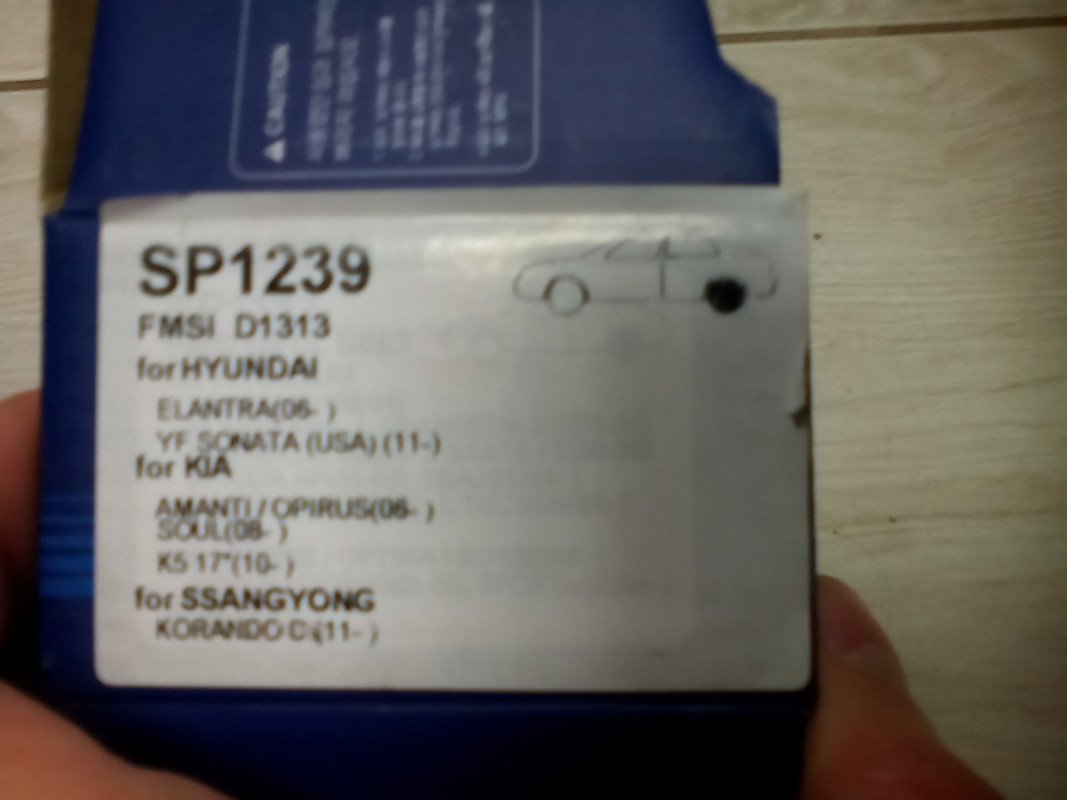 ⚠ CAUTION
SP1239
FMSI D1313
for HYUNDAI
ELANTRA(06- )
YF SONATA (USA) (11-)
for KIA
AMANTI / OPIRUS(06- )
SOUL(08- )
K5 17"(10- )
for SSANGYONG
KORANDO C(11- )